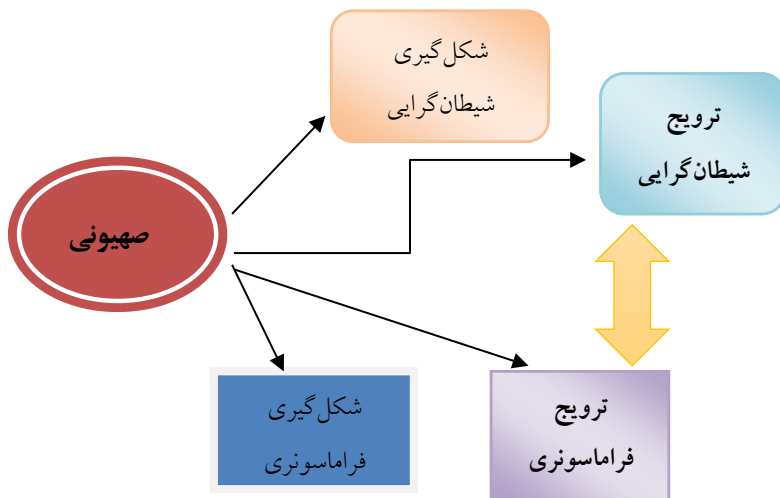 شکل‌گیری
شیطان‌گرایی
ترویج
شیطان‌گرایی
صهیونی
شکل‌گیری
فراماسونری
ترویج
فراماسونری